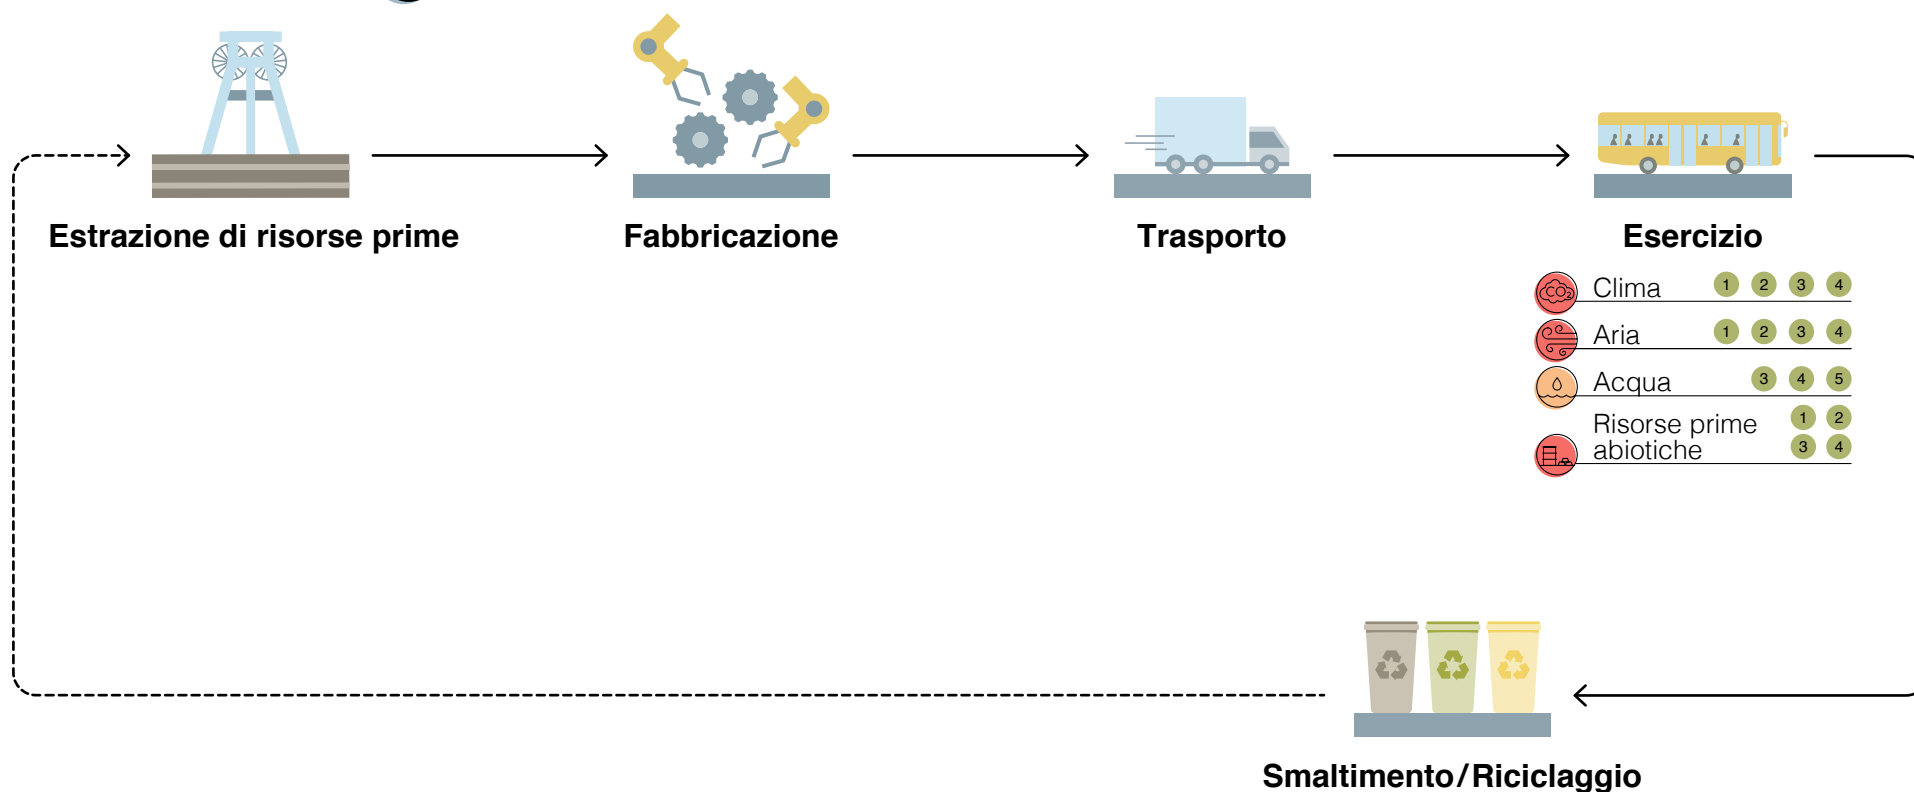 Estrazione di risorse prime
Fabbricazione
Trasporto
Esercizio
CO2 Clima 1 2 3 4
Aria 1 2 3 4
Acqua 3 4 5
Risorse prime 1 2
abiotiche 3 4
Smaltimento/Riciclaggio